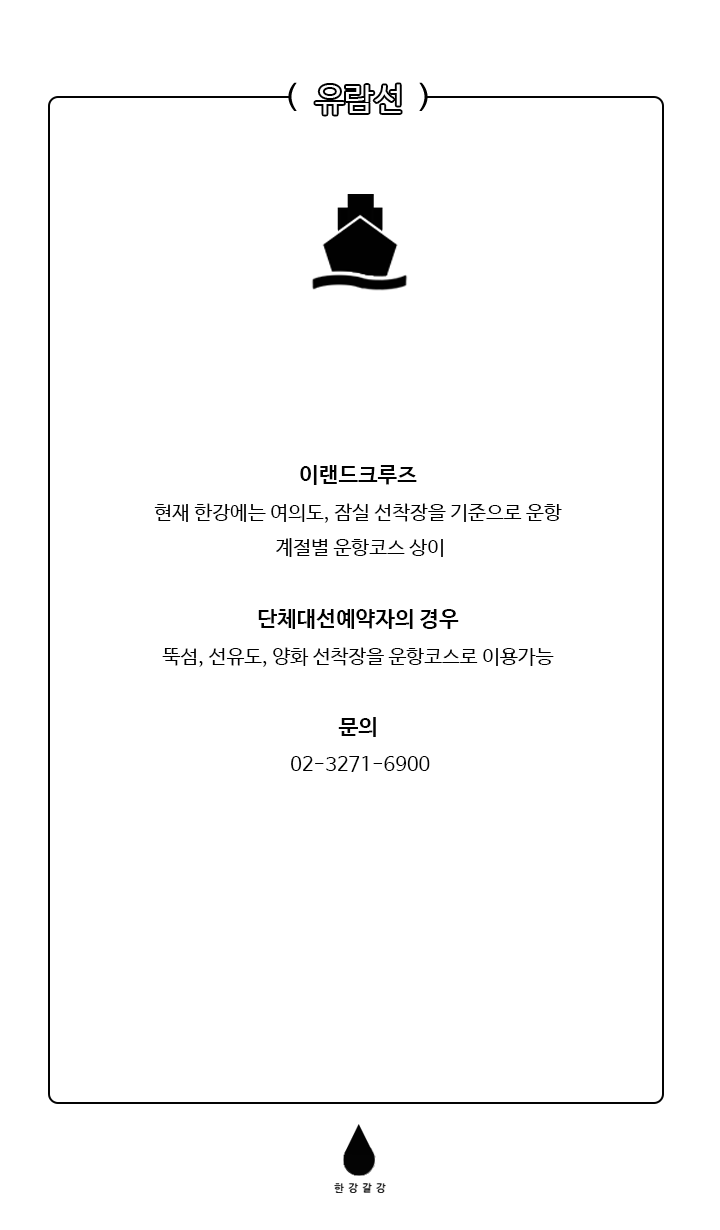 ( 유람선 )
이랜드크루즈
현재 한강에는 여의도, 잠실 선착장을 기준으로 운항
계절별 운항코스 상이
단체대선예약자의 경우
뚝섬, 선유도, 양화 선착장을 운항코스로 이용가능
문의
02-3271-6900
한강갈강